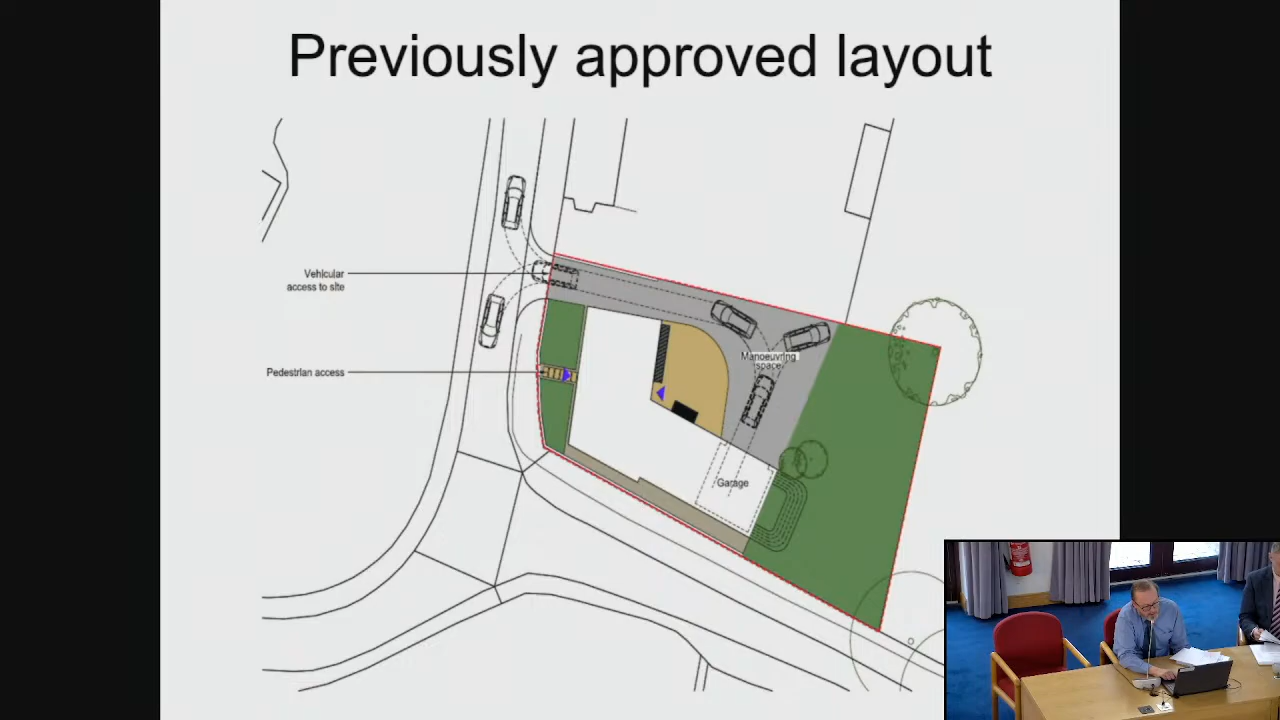 Previously approved layout
Vehicular
access to site
Manoeuvring
space
Pedestrian access
Garage